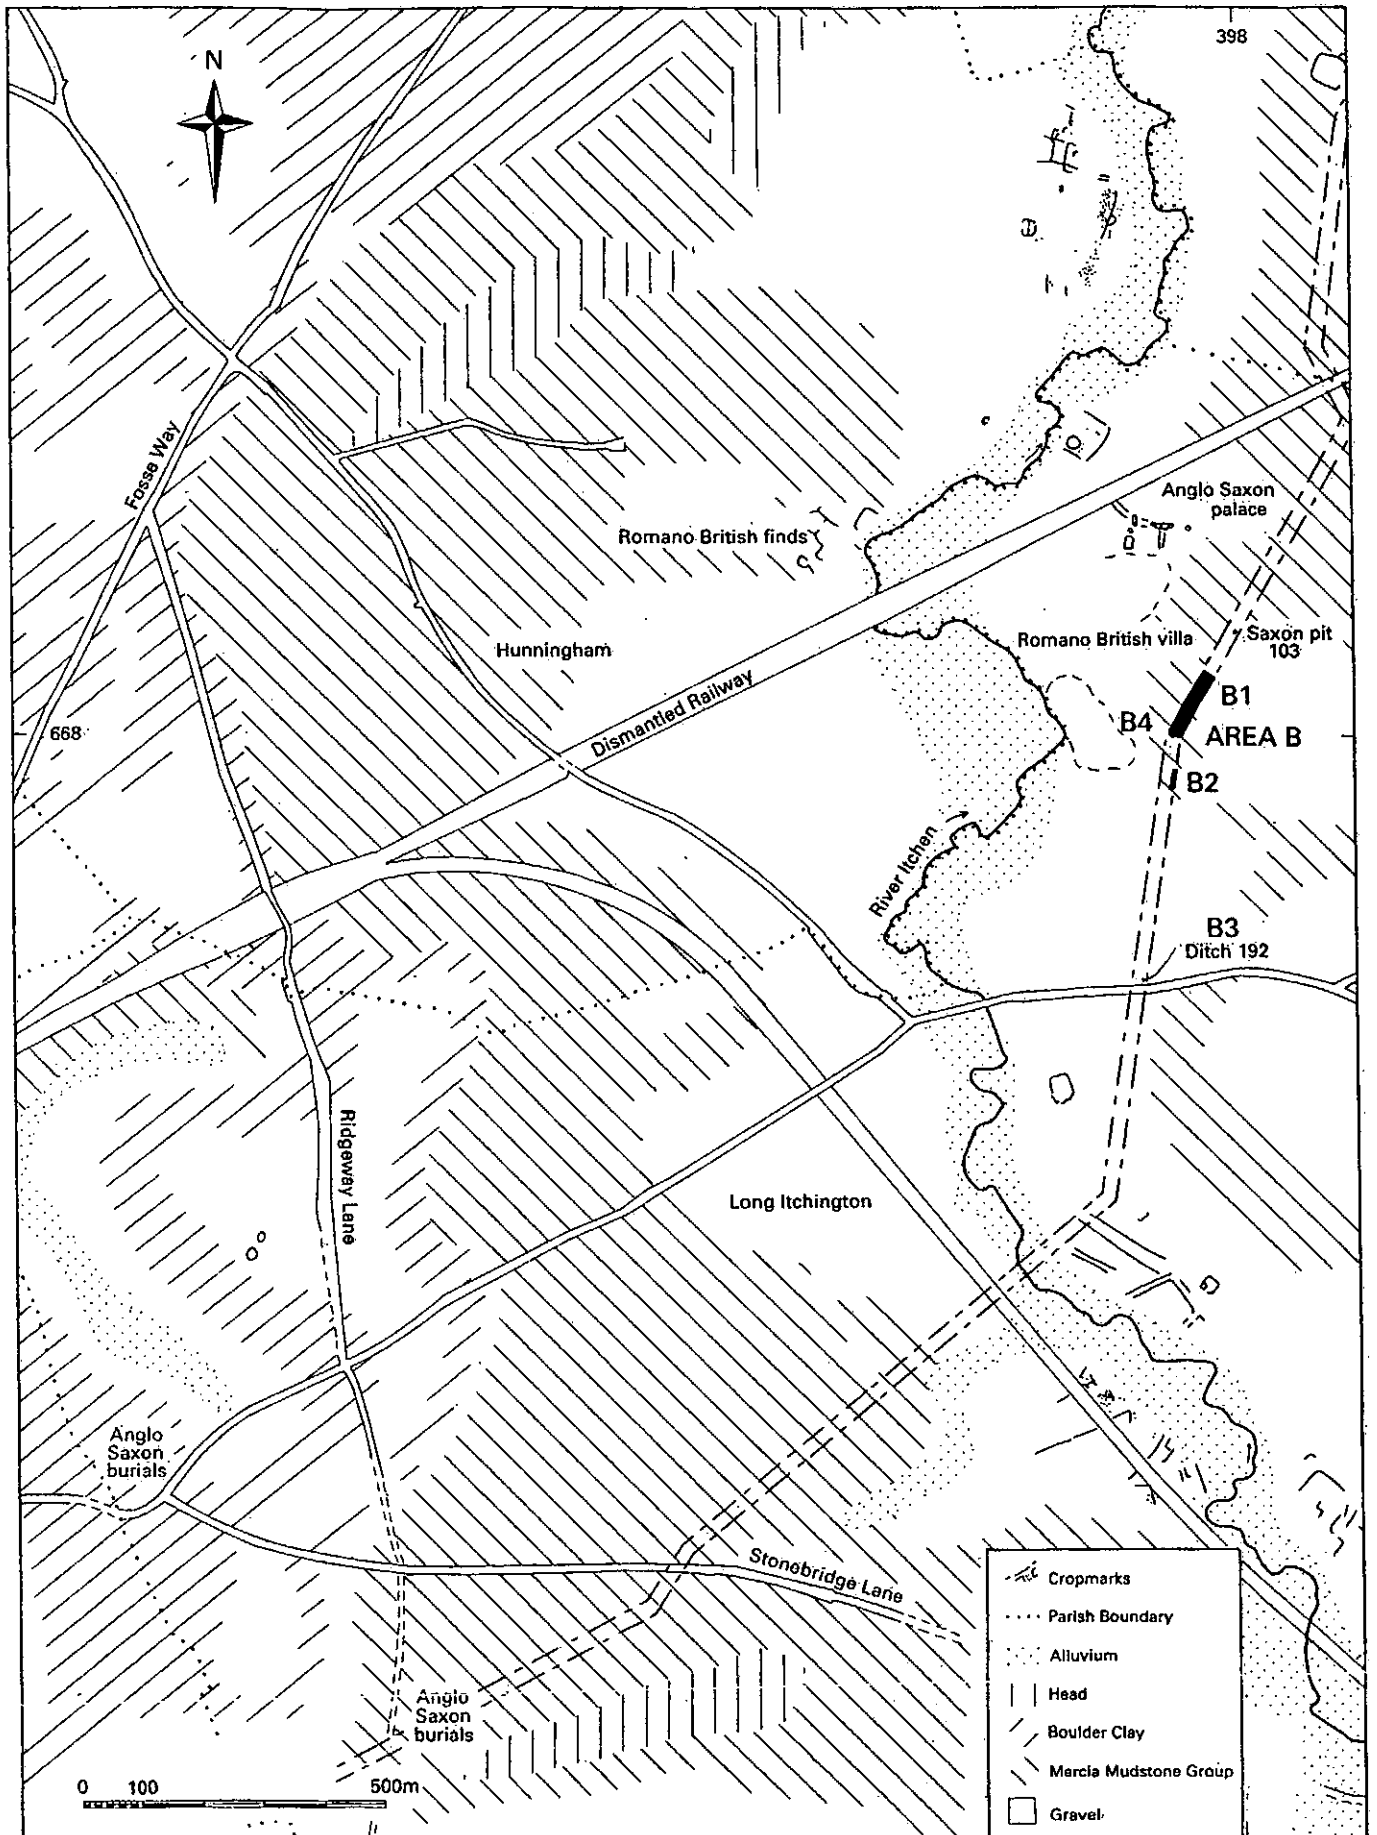 N
398
Fosse Way
Anglo Saxon
palace
Romano British finds
Hunningham
Romano British villa
Saxon pit
103
B1
668
Dismantled Railway
B4
AREA B
B2
River Itchen
B3
Ditch 192
Ridgeway Lane
Long Itchington
Anglo
Saxon
burials
Stonebridge Lane
Anglo
Saxon
burials
0 100 500m
Cropmarks
Parish Boundary
Alluvium
Head
Boulder Clay
Mercia Mudstone Group
Gravel